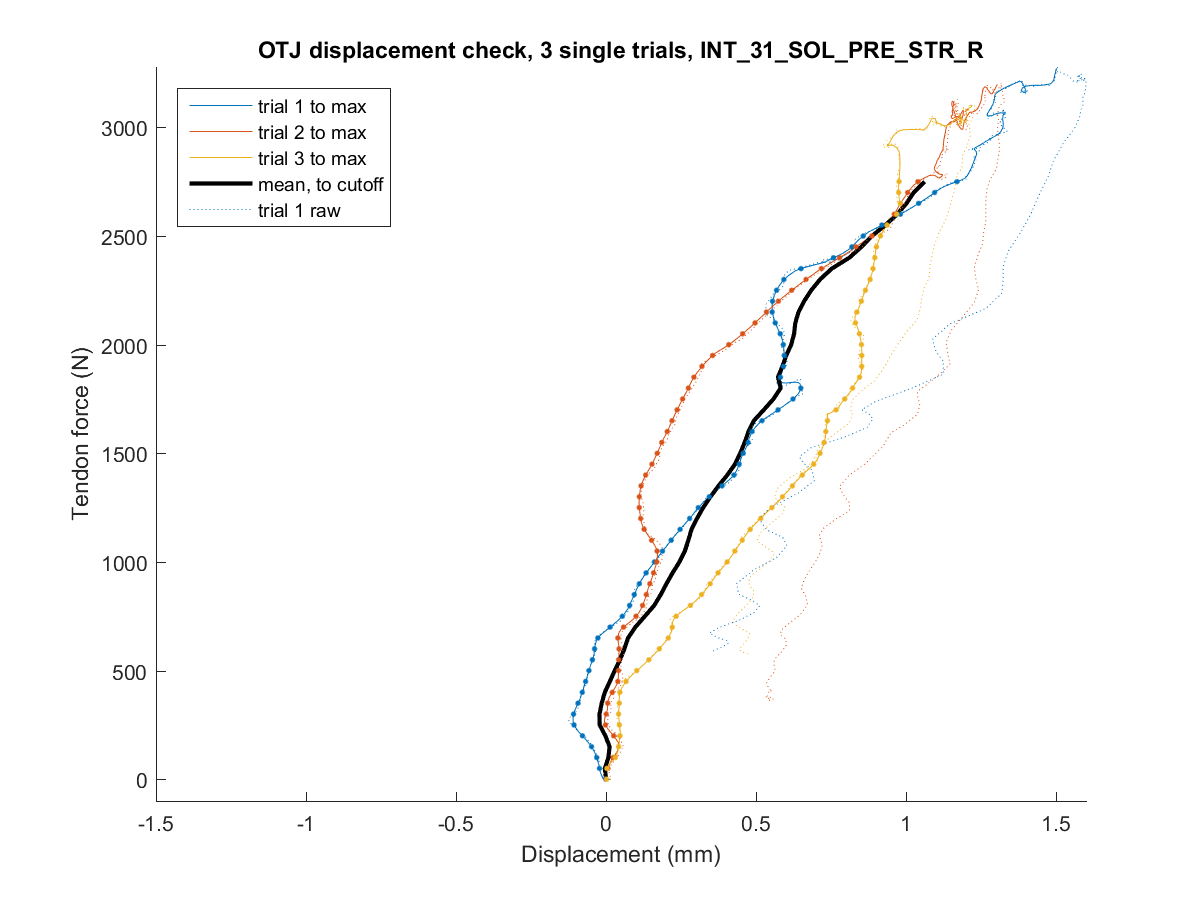 OTJ displacement check, 3 single trials, INT_31_SOL_PRE_STR_R
trial 1 to max
trial 2 to max
trial 3 to max
mean, to cutoff
trial 1 raw
Tendon force (N)
3000
2500
2000
1500
1000
500
0
-1.5 -1 -0.5 0 0.5 1 1.5
Displacement (mm)